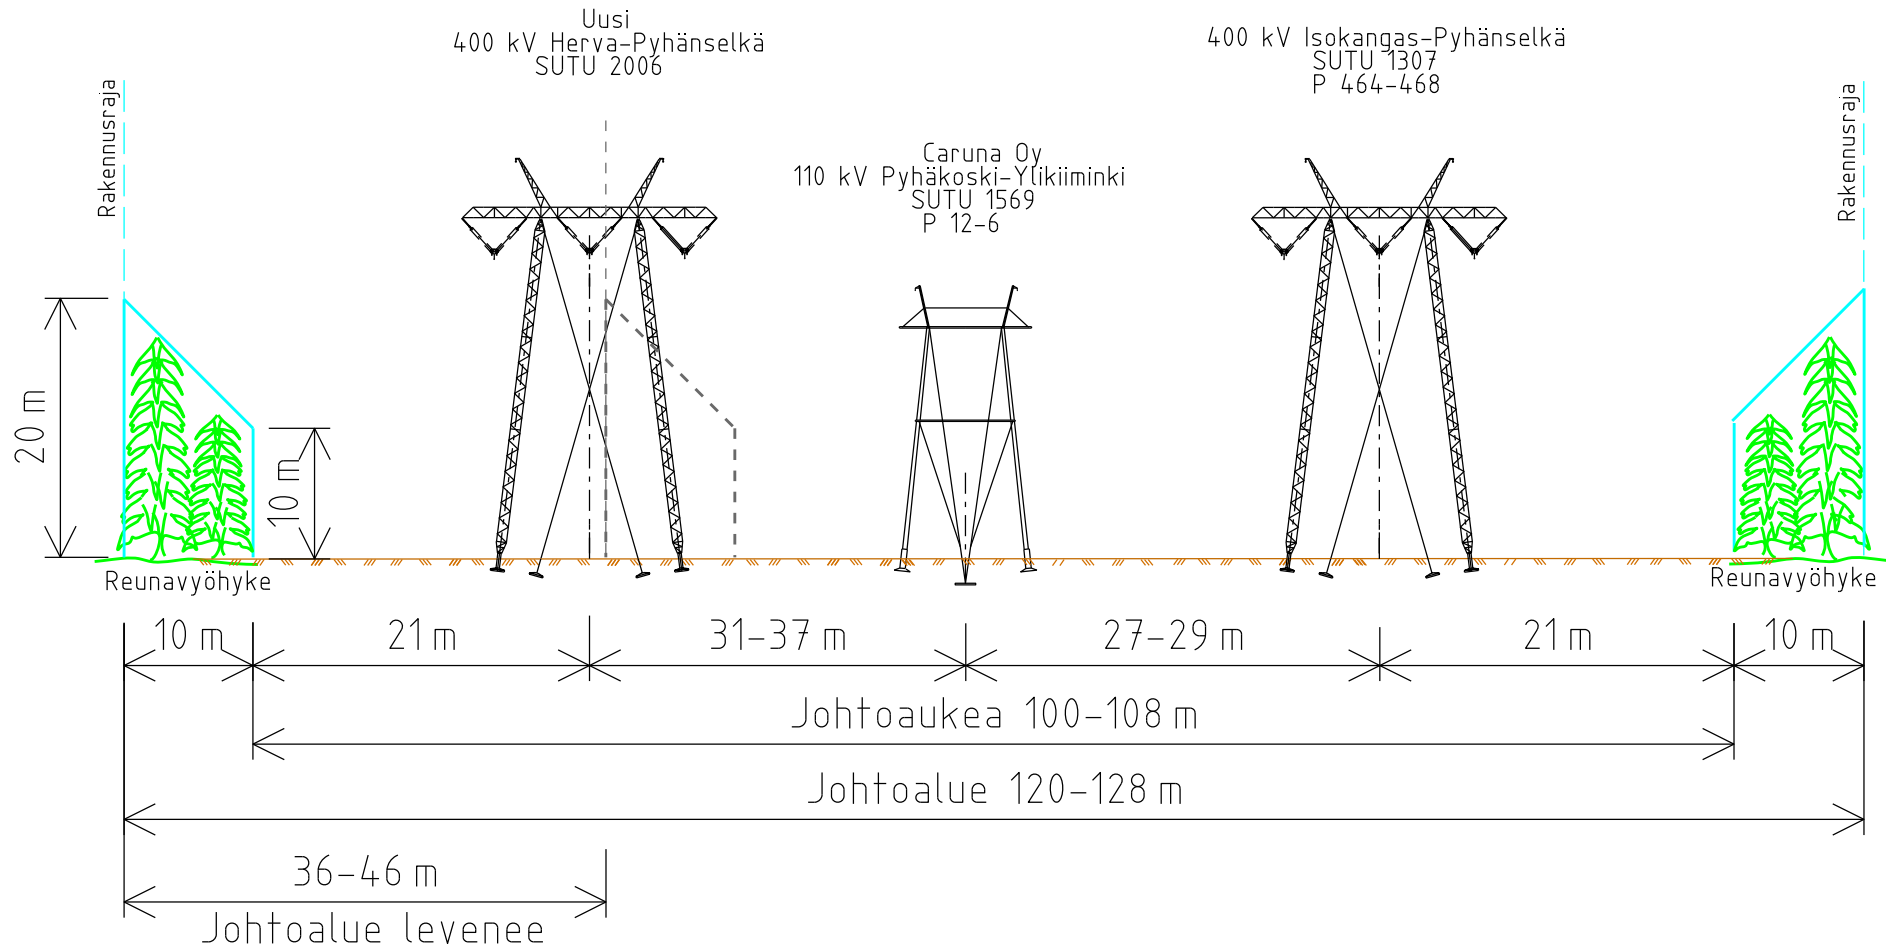 Uusi
400 kV Herva-Pyhänselkä
SUTU 2006
400 kV Isokangas-Pyhänselkä
SUTU 1307
P 464-468
Rakennusraja
Rakennusraja
Caruna Oy
110 kV Pyhäkoski-Ylikiiminki
SUTU 1569
P 12-6
20 m
10 m
Reunavyöhyke
Reunavyöhyke
10 m
21 m
31-37 m
27-29 m
21 m
10 m
Johtoaukea 100-108 m
Johtoalue 120-128 m
36-46 m
Johtoalue levenee